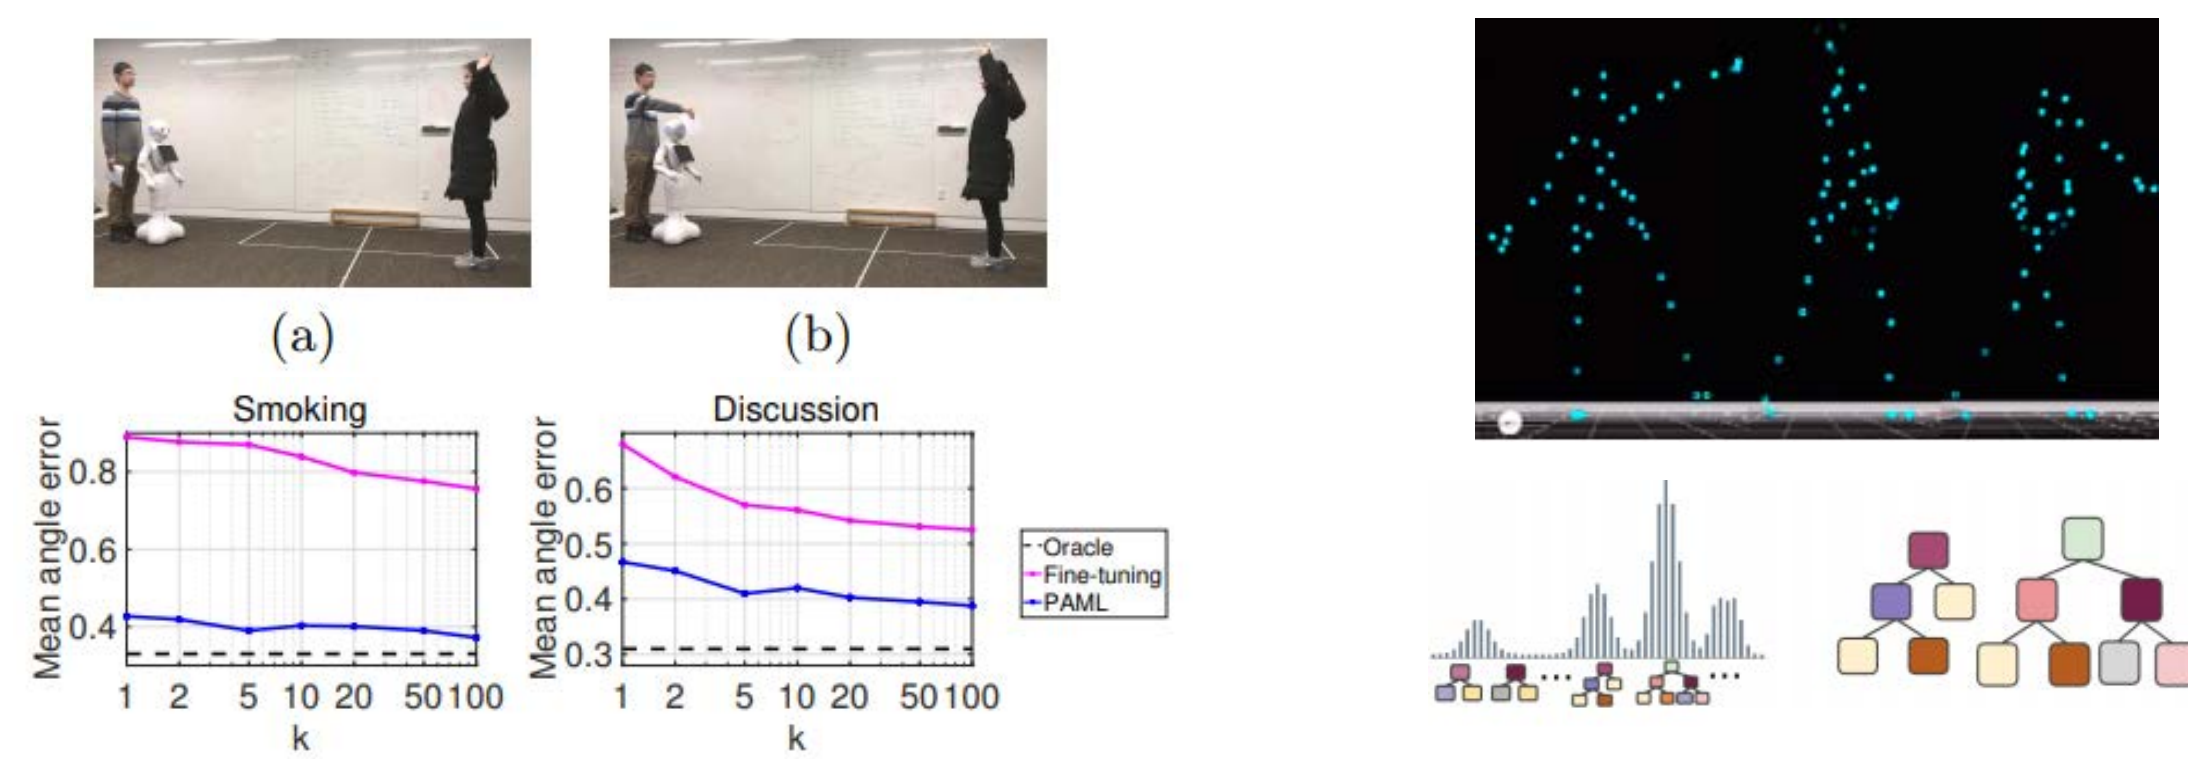 (a)
(b)
Smoking
Mean angle error
0.8
0.6
0.4
1 2 5 10 20 50 100
k
Discussion
Mean angle error
0.6
0.5
0.4
0.3
1 2 5 10 20 50 100
k
Oracle
Fine-tuning
PAML